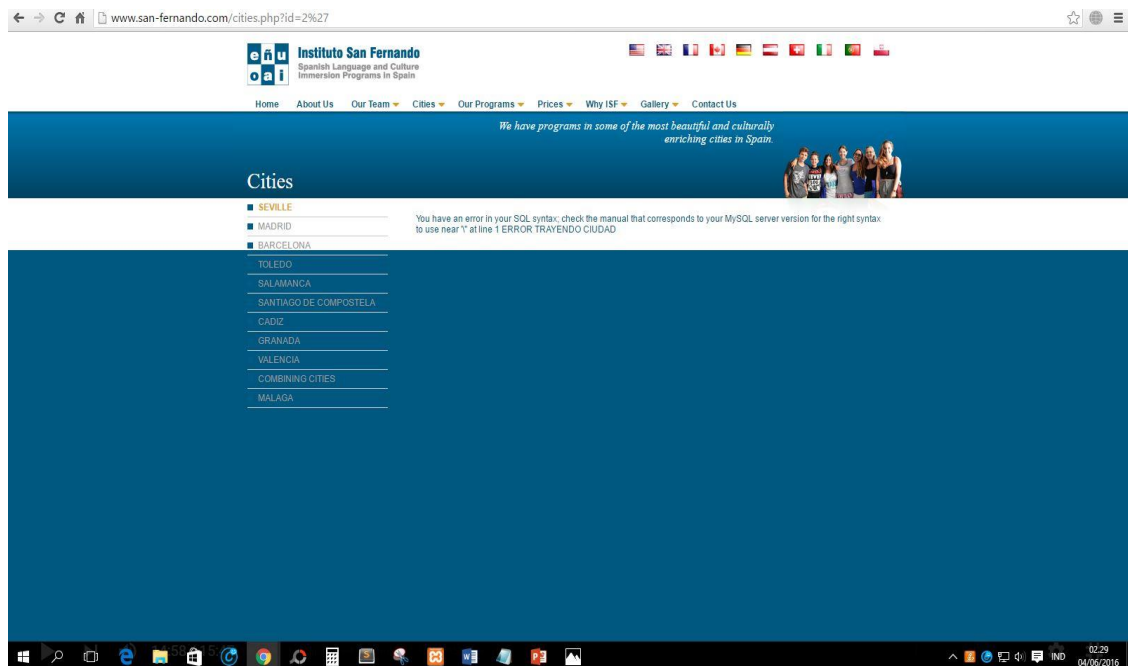 www.san-fernando.com/cities.php?id=2%27
eñu
oai
Instituto San Fernando
Spanish Language and Culture
Immersion Programs in Spain
Home About Us Our Team Cities Our Programs Prices Why ISF Gallery Contact Us
We have programs in some of the most beautiful and culturally
enriching cities in Spain.
Cities
SEVILLE
MADRID
BARCELONA
TOLEDO
SALAMANCA
SANTIAGO DE COMPOSTELA
CADIZ
GRANADA
VALENCIA
COMBINING CITIES
MALAGA
You have an error in your SQL syntax; check the manual that corresponds to your MySQL server version for the right syntax
to use near '\'' at line 1 ERROR TRAYENDO CIUDAD
IND
02.29
04/06/2016